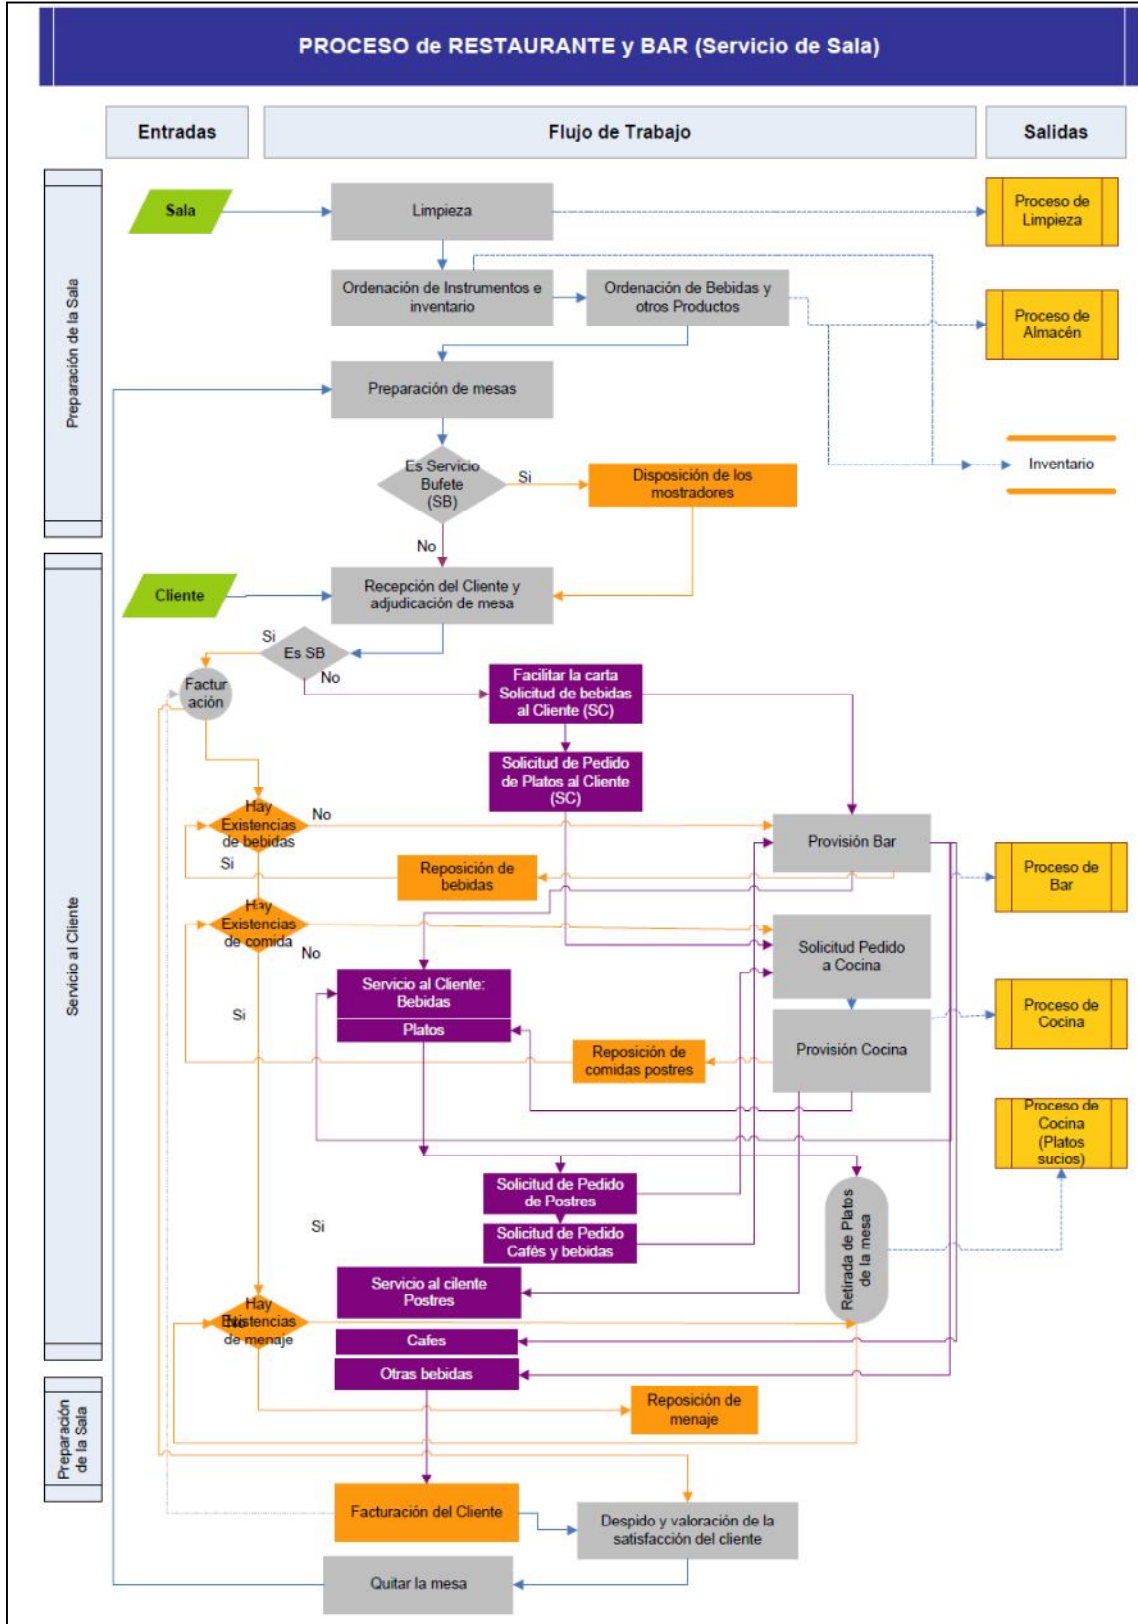 PROCESO de RESTAURANTE y BAR (Servicio de Sala)
Entradas
Flujo de Trabajo
Salidas
Preparación de la Sala
Sala
Limpieza
Proceso de
Limpieza
Ordenación de Instrumentos e
inventario
Ordenación de Bebidas y
otros Productos
Proceso de
Almacén
Preparación de mesas
Es Servicio
Bufete
(SB)
Si
Disposición de los
mostradores
Inventario
No
Servicio al Cliente
Cliente
Recepción del Cliente y
adjudicación de mesa
Si
Es SB
No
Factur
ación
Facilitar la carta
Solicitud de bebidas
al Cliente (SC)
Solicitud de Pedido
de Platos al Cliente
(SC)
Hay
Existencias
de bebidas
No
Si
Provisión Bar
Reposición de
bebidas
Proceso de
Bar
Hay
Existencias
de comida
No
Solicitud Pedido
a Cocina
Servicio al Cliente:
Bebidas
Platos
Si
Proceso de
Cocina
Provisión Cocina
Reposición de
comidas postres
Proceso de
Cocina
(Platos
sucios)
Solicitud de Pedido
de Postres
Solicitud de Pedido
Cafés y bebidas
Retirada de Platos
de la mesa
Si
Servicio al cilente
Postres
Hay
Existencias
de menaje
No
Cafes
Otras bebidas
Preparación
de la Sala
Reposición de
menaje
Facturación del Cliente
Despido y valoración de la
satisfacción del cliente
Quitar la mesa